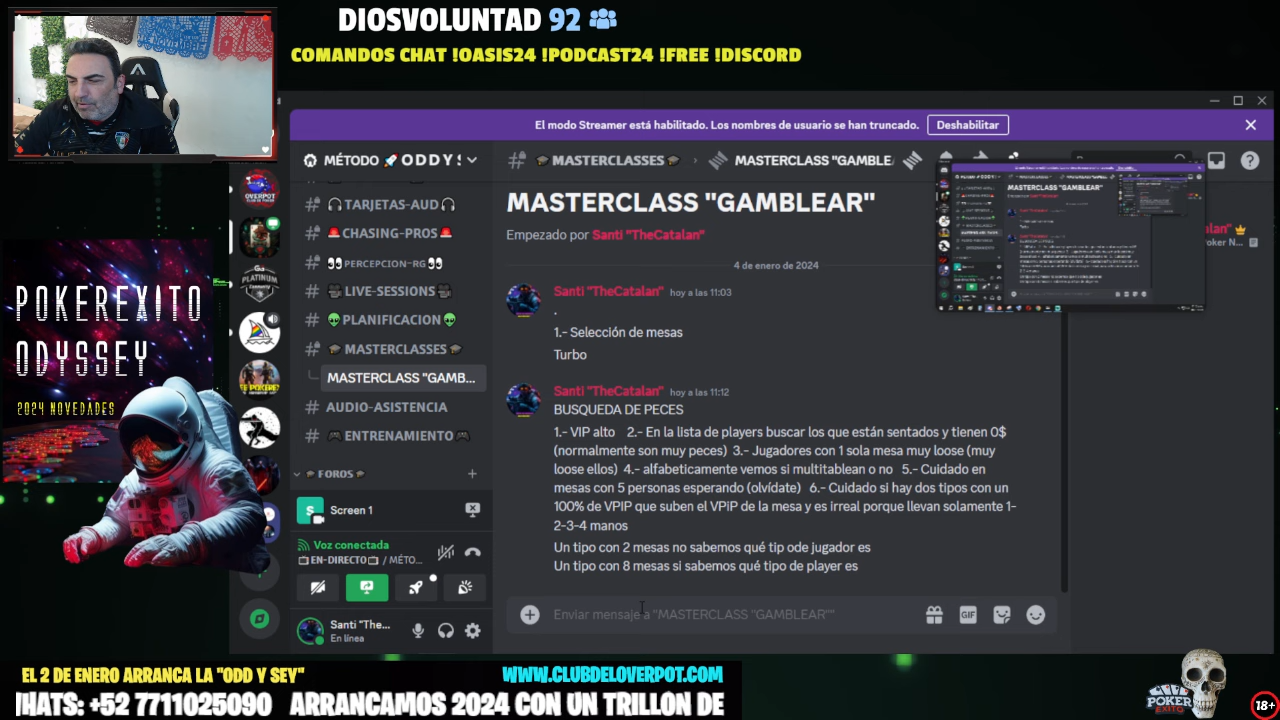 DIOSVOLUNTAD 92
COMANDOS CHAT !OASIS24 !PODCAST24 !FREE !DISCORD
El modo Streamer está habilitado. Los nombres de usuario se han truncado.
Deshabilitar
MÉTODO 🚀ODDYS
🎓MASTERCLASSES🎓
MASTERCLASS "GAMBLE
🎧TARJETAS-AUD🎧
🚨CHASING-PROS🚨
LIVE-SESSIONS
👽PLANIFICACION👽
🎓MASTERCLASSES🎓
MASTERCLASS "GAMB...
AUDIO-ASISTENCIA
🎮ENTRENAMIENTO🎮
🎓FOROS🎓
Screen 1
Voz conectada
EN-DIRECTO / MÉTO...
Santi "The...
En línea
MASTERCLASS "GAMBLEAR"
Empezado por Santi "TheCatalan"
4 de enero de 2024
Santi "TheCatalan" hoy a las 11:03
.
1.- Selección de mesas
Turbo
Santi "TheCatalan" hoy a las 11:12
BUSQUEDA DE PECES
1.- VIP alto 2.- En la lista de players buscar los que están sentados y tienen 0$
(normalmente son muy peces) 3.- Jugadores con 1 sola mesa muy loose (muy
loose ellos) 4.- alfabeticamente vemos si multitablean o no 5.- Cuidado en
mesas con 5 personas esperando (olvídate) 6.- Cuidado si hay dos tipos con un
100% de VPIP que suben el VPIP de la mesa y es irreal porque llevan solamente 1-
2-3-4 manos
Un tipo con 2 mesas no sabemos qué tip ode jugador es
Un tipo con 8 mesas si sabemos qué tipo de player es
Enviar mensaje a "MASTERCLASS "GAMBLEAR""
GIF
POKEREXITO
ODYSSEY
2024 NOVEDADES
OVERPOT
PLATINUM
EL 2 DE ENERO ARRANCA LA "ODD Y SEY"
WWW.CLUBDELOVERPOT.COM
HATS: +52 7711025090 ARRANCAMOS 2024 CON UN TRILLON DE
POKER
EXITO
18+